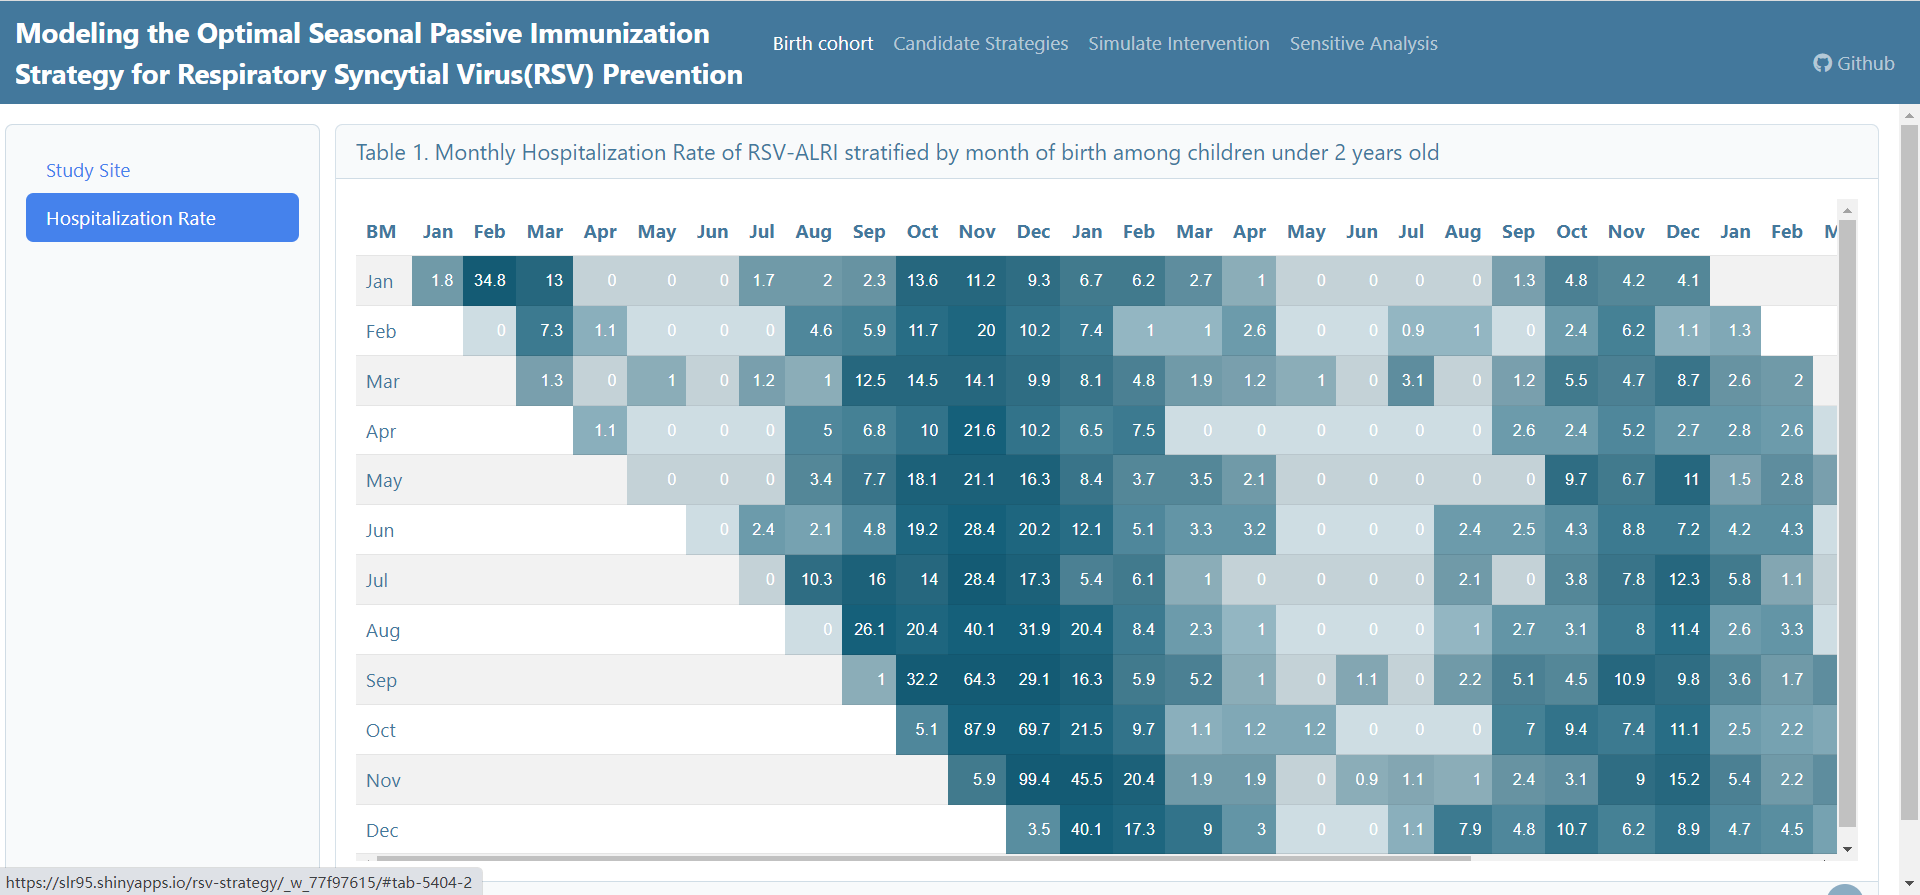 Modeling the Optimal Seasonal Passive Immunization
Strategy for Respiratory Syncytial Virus(RSV) Prevention
Birth cohort Candidate Strategies Simulate Intervention Sensitive Analysis
Github
Study Site
Hospitalization Rate
Table 1. Monthly Hospitalization Rate of RSV-ALRI stratified by month of birth among children under 2 years old
BM Jan Feb Mar Apr May Jun Jul Aug Sep Oct Nov Dec Jan Feb Mar Apr May Jun Jul Aug Sep Oct Nov Dec Jan Feb
Jan 1.8 34.8 13 0 0 0 1.7 2 2.3 13.6 11.2 9.3 6.7 6.2 2.7 1 0 0 0 0 1.3 4.8 4.2 4.1
Feb 0 7.3 1.1 0 0 0 4.6 5.9 11.7 20 10.2 7.4 1 1 2.6 0 0 0.9 1 0 2.4 6.2 1.1 1.3
Mar 1.3 0 1 0 1.2 1 12.5 14.5 14.1 9.9 8.1 4.8 1.9 1.2 1 0 3.1 0 1.2 5.5 4.7 8.7 2.6 2
Apr 1.1 0 0 0 5 6.8 10 21.6 10.2 6.5 7.5 0 0 0 0 0 0 2.6 2.4 5.2 2.7 2.8 2.6
May 0 0 0 3.4 7.7 18.1 21.1 16.3 8.4 3.7 3.5 2.1 0 0 0 0 0 9.7 6.7 11 1.5 2.8
Jun 0 2.4 2.1 4.8 19.2 28.4 20.2 12.1 5.1 3.3 3.2 0 0 0 2.4 2.5 4.3 8.8 7.2 4.2 4.3
Jul 0 10.3 16 14 28.4 17.3 5.4 6.1 1 0 0 0 0 2.1 0 3.8 7.8 12.3 5.8 1.1
Aug 0 26.1 20.4 40.1 31.9 20.4 8.4 2.3 1 0 0 0 1 2.7 3.1 8 11.4 2.6 3.3
Sep 1 32.2 64.3 29.1 16.3 5.9 5.2 1 0 1.1 0 2.2 5.1 4.5 10.9 9.8 3.6 1.7
Oct 5.1 87.9 69.7 21.5 9.7 1.1 1.2 1.2 0 0 0 7 9.4 7.4 11.1 2.5 2.2
Nov 5.9 99.4 45.5 20.4 1.9 1.9 0 0.9 1.1 1 2.4 3.1 9 15.2 5.4 2.2
Dec 3.5 40.1 17.3 9 3 0 0 1.1 7.9 4.8 10.7 6.2 8.9 4.7 4.5
https://slr95.shinyapps.io/rsv-strategy/_w_77f97615/#tab-5404-2